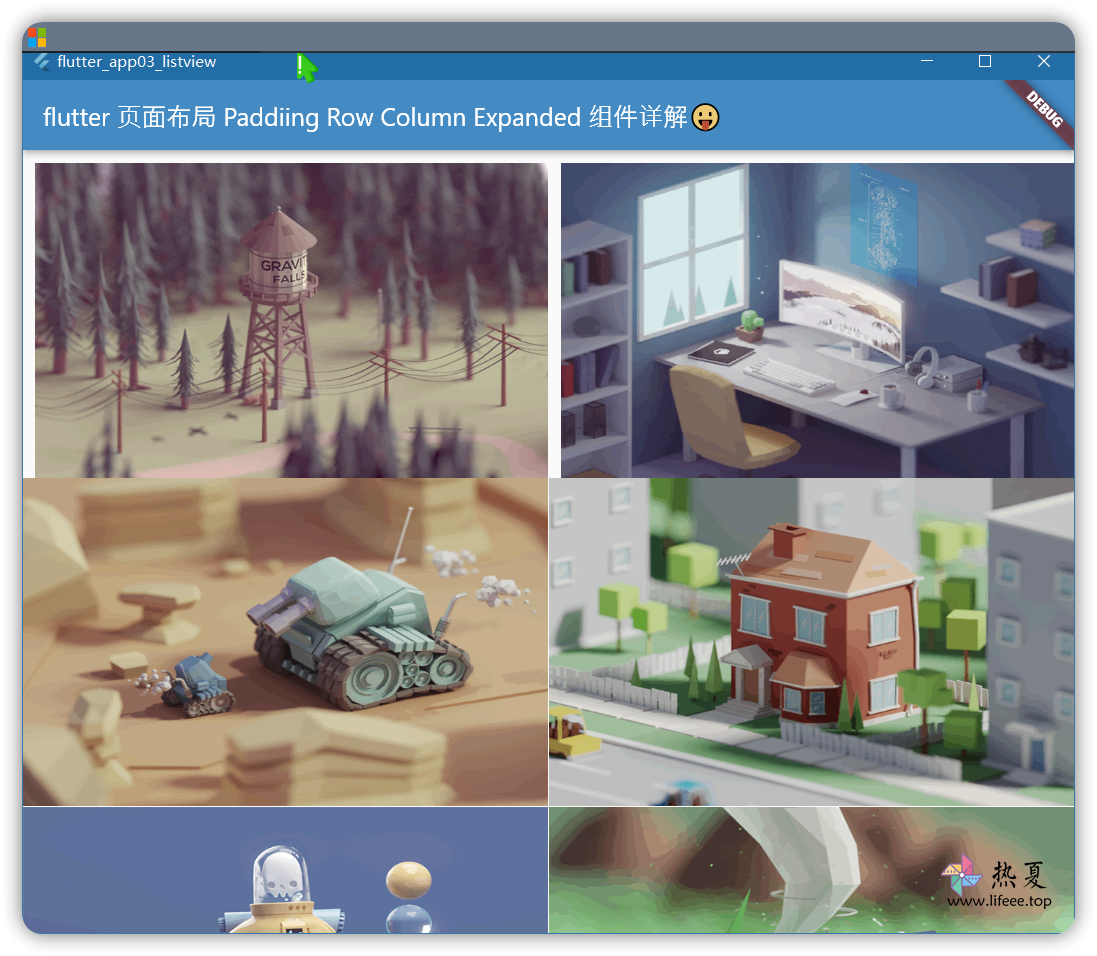 flutter_app03_listview
flutter 页面布局 Paddiing Row Column Expanded 组件详解😛
DEBUG
GRAVIT
FALLS
热夏
www.lifeee.top